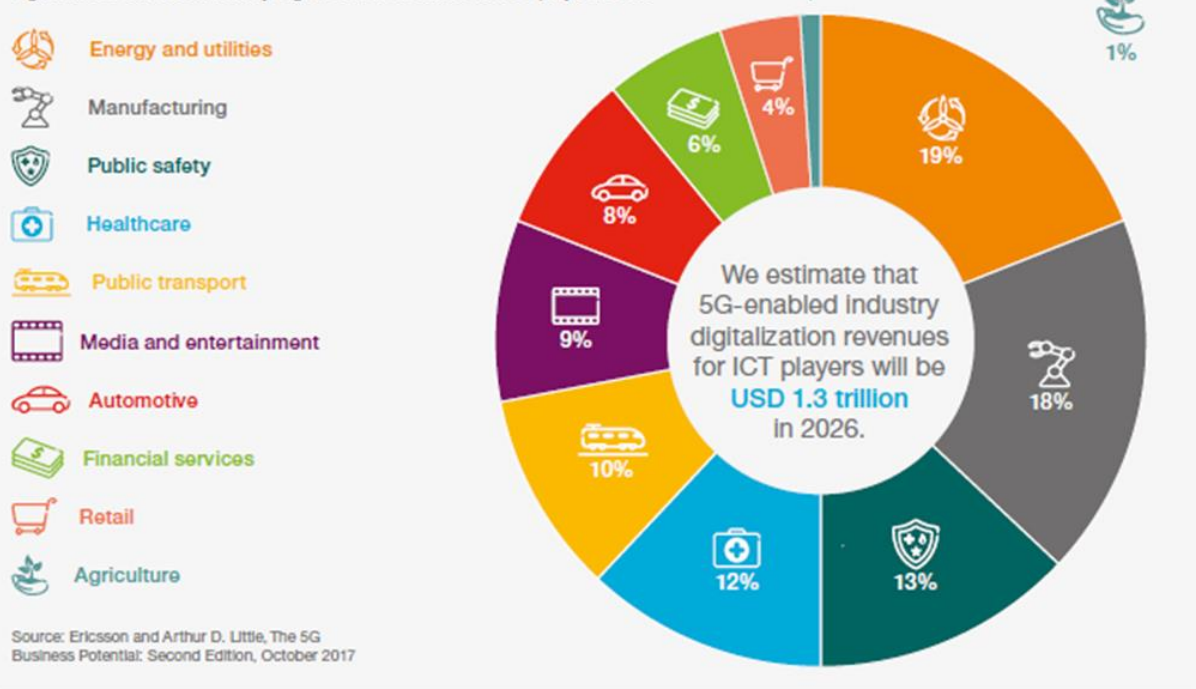 Energy and utilities
Manufacturing
Public safety
Healthcare
Public transport
Media and entertainment
Automotive
Financial services
Retail
Agriculture
Source: Ericsson and Arthur D. Little, The 5G
Business Potential: Second Edition, October 2017
1%
4%
6%
19%
8%
9%
We estimate that
5G-enabled industry
digitalization revenues
for ICT players will be
USD 1.3 trillion
in 2026.
18%
10%
12%
13%